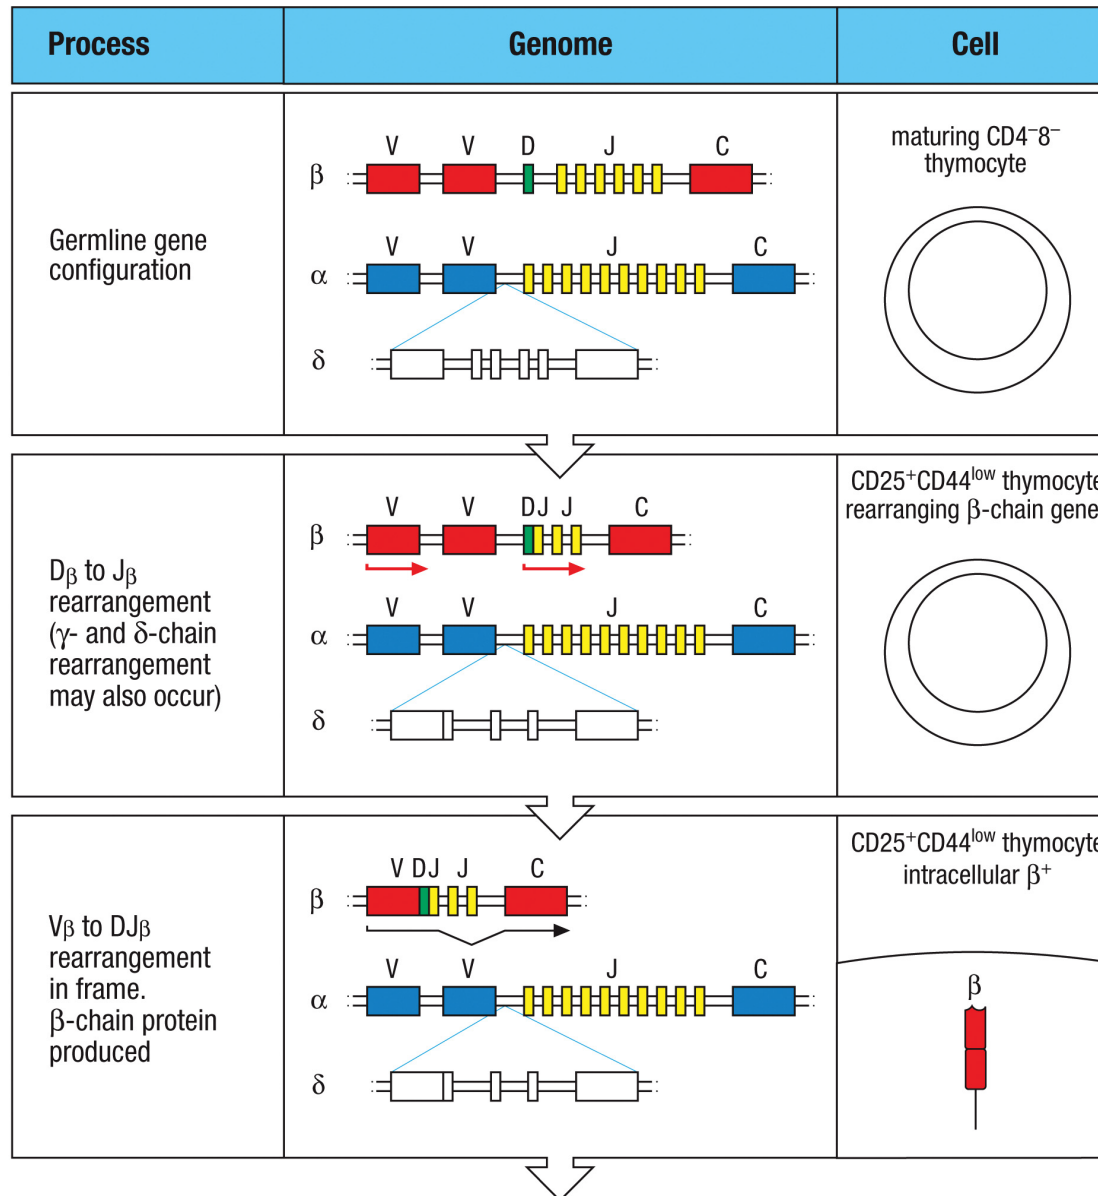 Process
Genome
Cell
Germline gene
configuration
V V D J C
β
V V J C
α
δ
maturing CD4⁻8⁻
thymocyte
Dβ to Jβ
rearrangement
(γ- and δ-chain
rearrangement
may also occur)
V V DJ J C
β
V V J C
α
δ
CD25⁺CD44ˡᵒʷ thymocyte
rearranging β-chain gene
Vβ to DJβ
rearrangement
in frame.
β-chain protein
produced
V DJ J C
β
V V J C
α
δ
CD25⁺CD44ˡᵒʷ thymocyte
intracellular β⁺
β